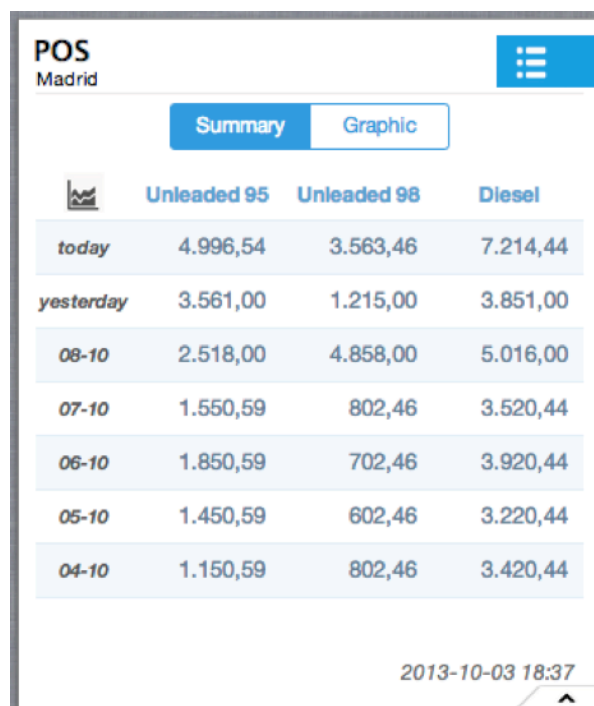 POS
Madrid
Summary Graphic
Unleaded 95 Unleaded 98 Diesel
today 4.996,54 3.563,46 7.214,44
yesterday 3.561,00 1.215,00 3.851,00
08-10 2.518,00 4.858,00 5.016,00
07-10 1.550,59 802,46 3.520,44
06-10 1.850,59 702,46 3.920,44
05-10 1.450,59 602,46 3.220,44
04-10 1.150,59 802,46 3.420,44
2013-10-03 18:37